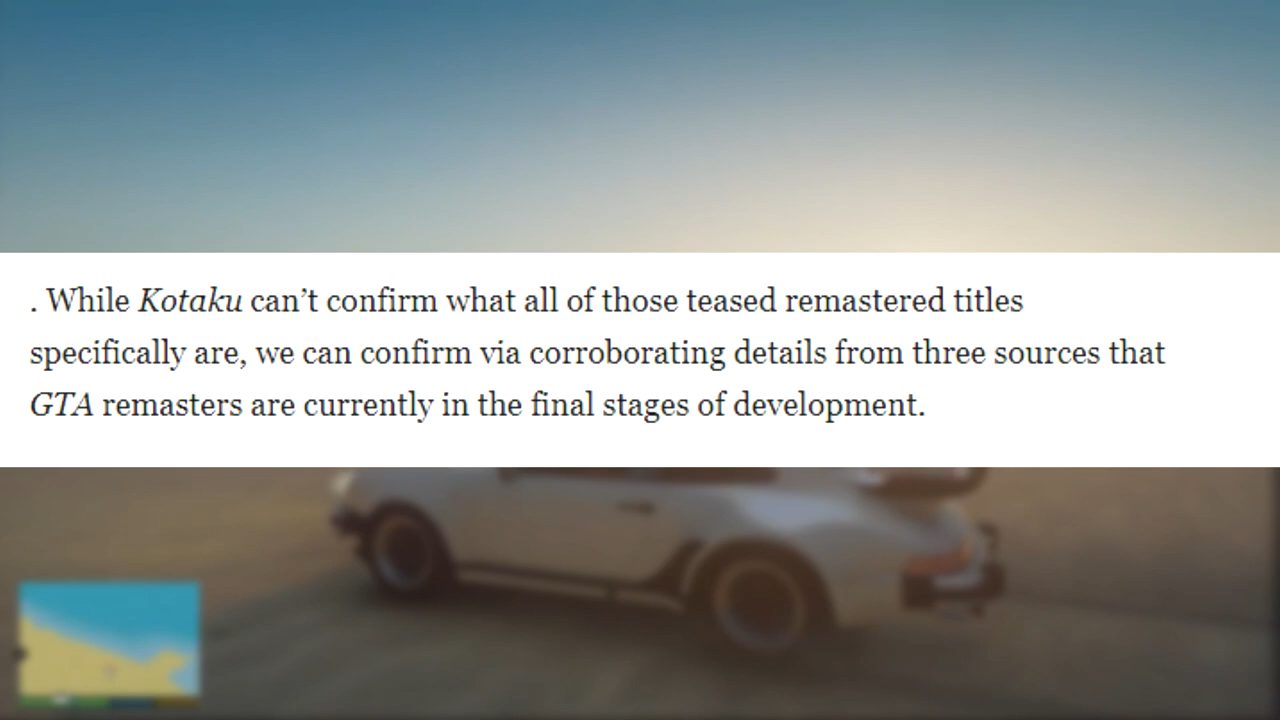 . While Kotaku can’t confirm what all of those teased remastered titles
specifically are, we can confirm via corroborating details from three sources that
GTA remasters are currently in the final stages of development.